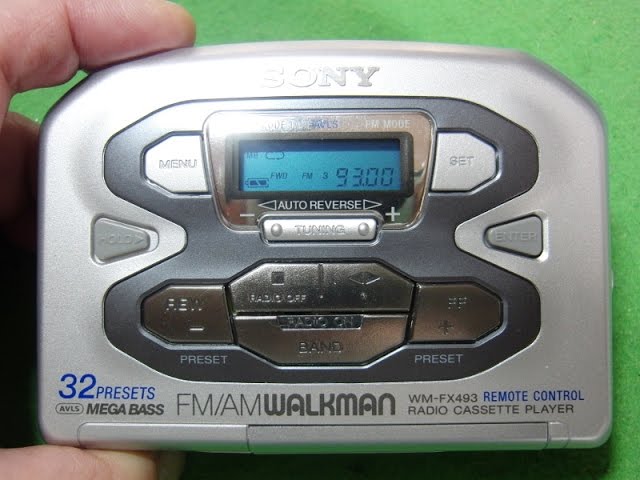 SONY
AVLS FM MODE
MENU
MB
FWD FM S 93.00
SET
AUTO REVERSE
− +
TUNING
HOLD
ENTER
RADIO OFF
REW
−
FF
+
RADIO ON
BAND
PRESET
PRESET
32 PRESETS
AVLS MEGA BASS
FM/AM WALKMAN
WM-FX493 REMOTE CONTROL
RADIO CASSETTE PLAYER